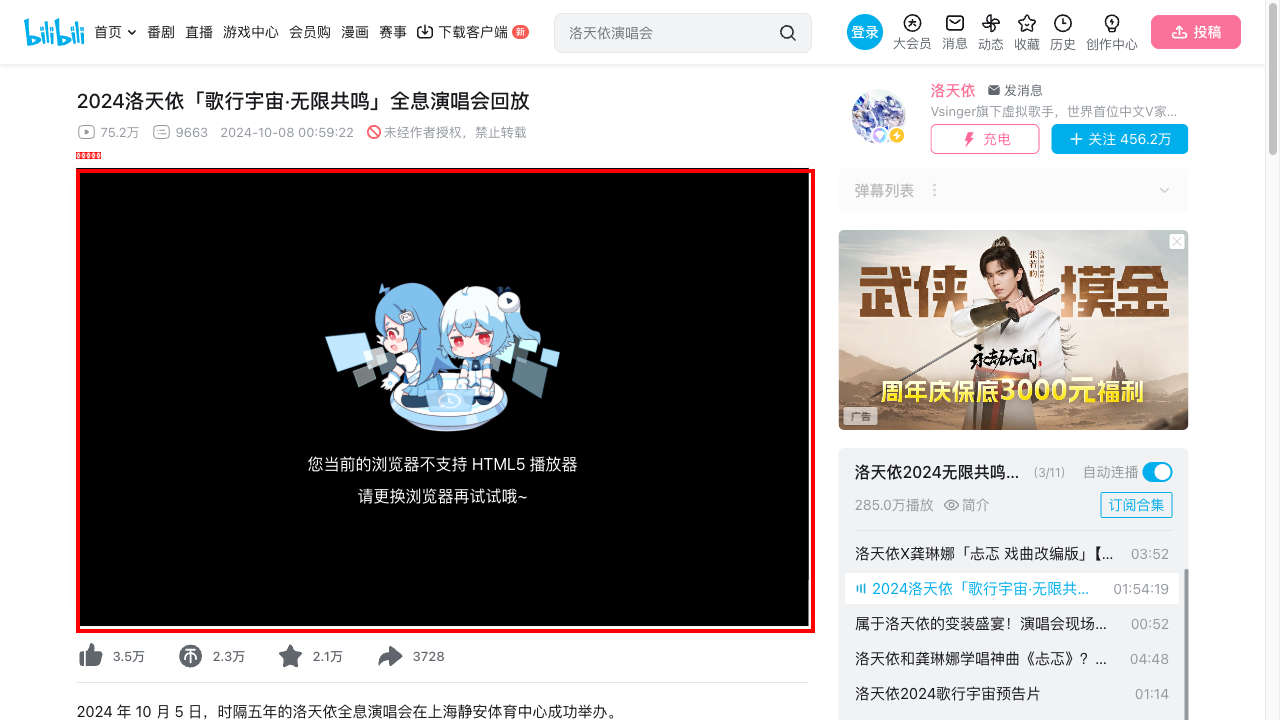 bilibili 首页 番剧 直播 游戏中心 会员购 漫画 赛事 下载客户端 新 洛天依演唱会 登录 大会员 消息 动态 收藏 历史 创作中心 投稿
2024洛天依「歌行宇宙·无限共鸣」全息演唱会回放
75.2万 9663 2024-10-08 00:59:22 未经作者授权，禁止转载
您当前的浏览器不支持 HTML5 播放器
请更换浏览器再试试哦~
3.5万 2.3万 2.1万 3728
2024 年 10 月 5 日，时隔五年的洛天依全息演唱会在上海静安体育中心成功举办。
洛天依 发消息
Vsinger旗下虚拟歌手，世界首位中文V家...
充电 + 关注 456.2万
弹幕列表
武侠 摸金
张若昀
永劫无间
周年庆保底3000元福利
广告
洛天依2024无限共鸣... (3/11) 自动连播
285.0万播放 简介 订阅合集
洛天依X龚琳娜「忐忑 戏曲改编版」【... 03:52
2024洛天依「歌行宇宙·无限共... 01:54:19
属于洛天依的变装盛宴！演唱会现场... 00:52
洛天依和龚琳娜学唱神曲《忐忑》？... 04:48
洛天依2024歌行宇宙预告片 01:14